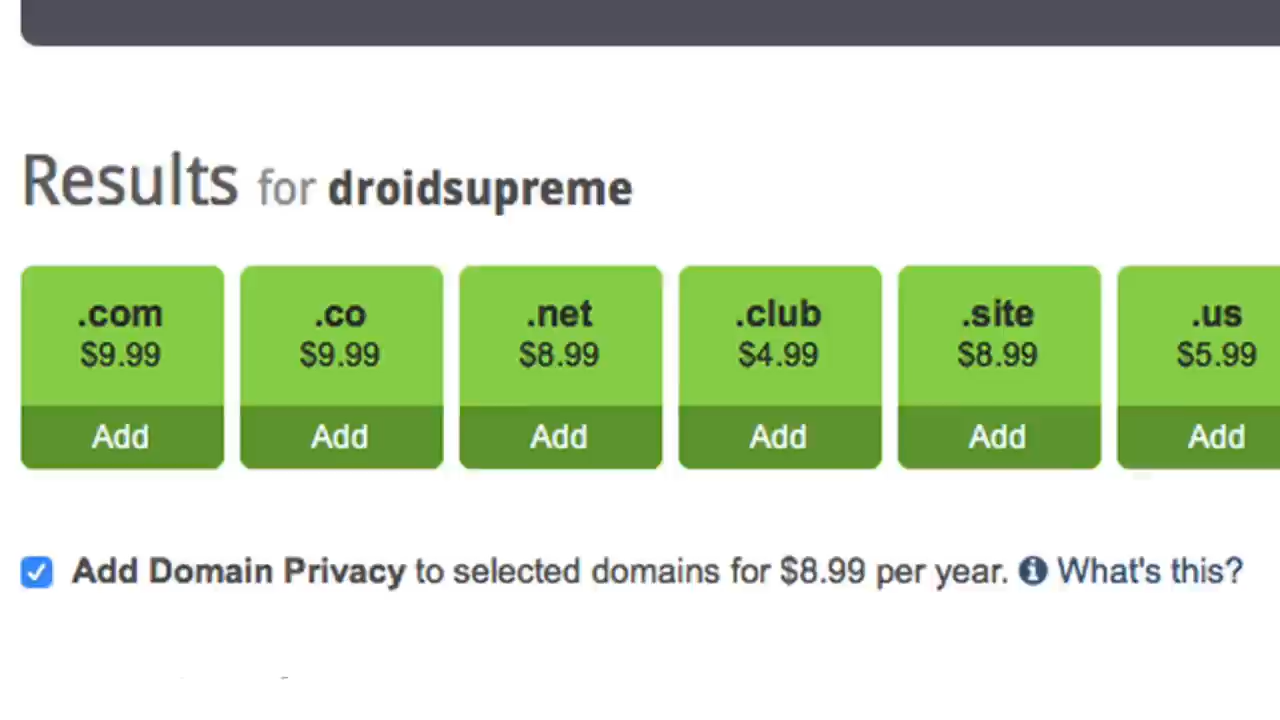 Results for droidsupreme
.com .co .net .club .site .us
$9.99 $9.99 $8.99 $4.99 $8.99 $5.99
Add Add Add Add Add Add
Add Domain Privacy to selected domains for $8.99 per year. What's this?